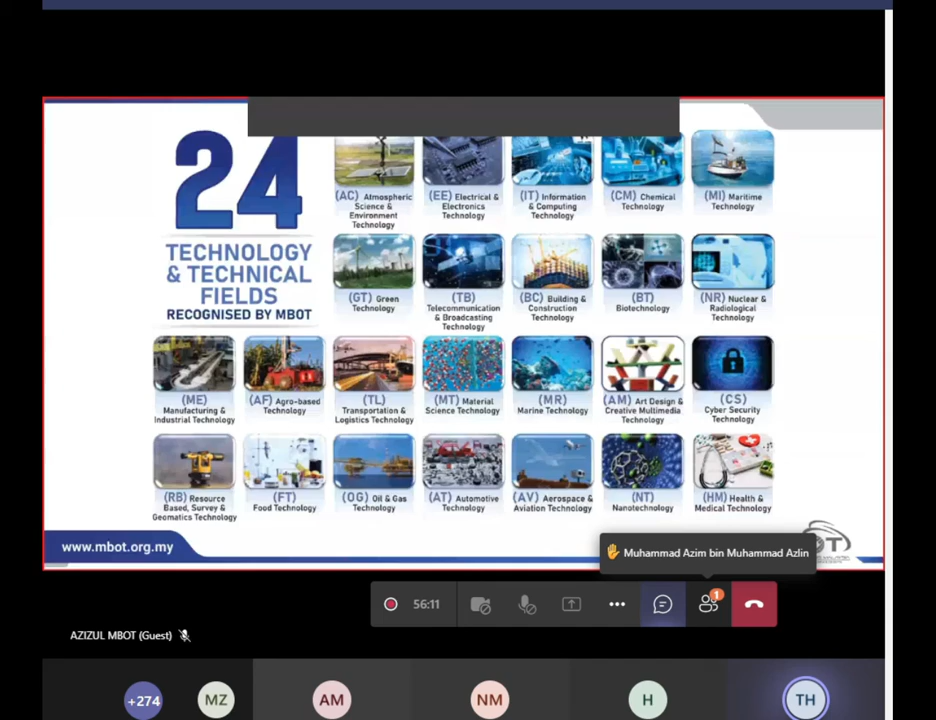 24
TECHNOLOGY
& TECHNICAL
FIELDS
RECOGNISED BY MBOT
(AC) Atmospheric
Science &
Environment
Technology
(EE) Electrical &
Electronics
Technology
(IT) Information
& Computing
Technology
(CM) Chemical
Technology
(MI) Maritime
Technology
(GT) Green
Technology
(TB)
Telecommunication
& Broadcasting
Technology
(BC) Building &
Construction
Technology
(BT)
Biotechnology
(NR) Nuclear &
Radiological
Technology
(ME)
Manufacturing &
Industrial Technology
(AF) Agro-based
Technology
(TL)
Transportation &
Logistics Technology
(MT) Material
Science Technology
(MR)
Marine Technology
(AM) Art Design &
Creative Multimedia
Technology
(CS)
Cyber Security
Technology
(RB) Resource
Based, Survey &
Geomatics Technology
(FT)
Food Technology
(OG) Oil & Gas
Technology
(AT) Automotive
Technology
(AV) Aerospace &
Aviation Technology
(NT)
Nanotechnology
(HM) Health &
Medical Technology
www.mbot.org.my
Muhammad Azim bin Muhammad Azlin
56:11
1
AZIZUL MBOT (Guest)
+274
MZ
AM
NM
H
TH